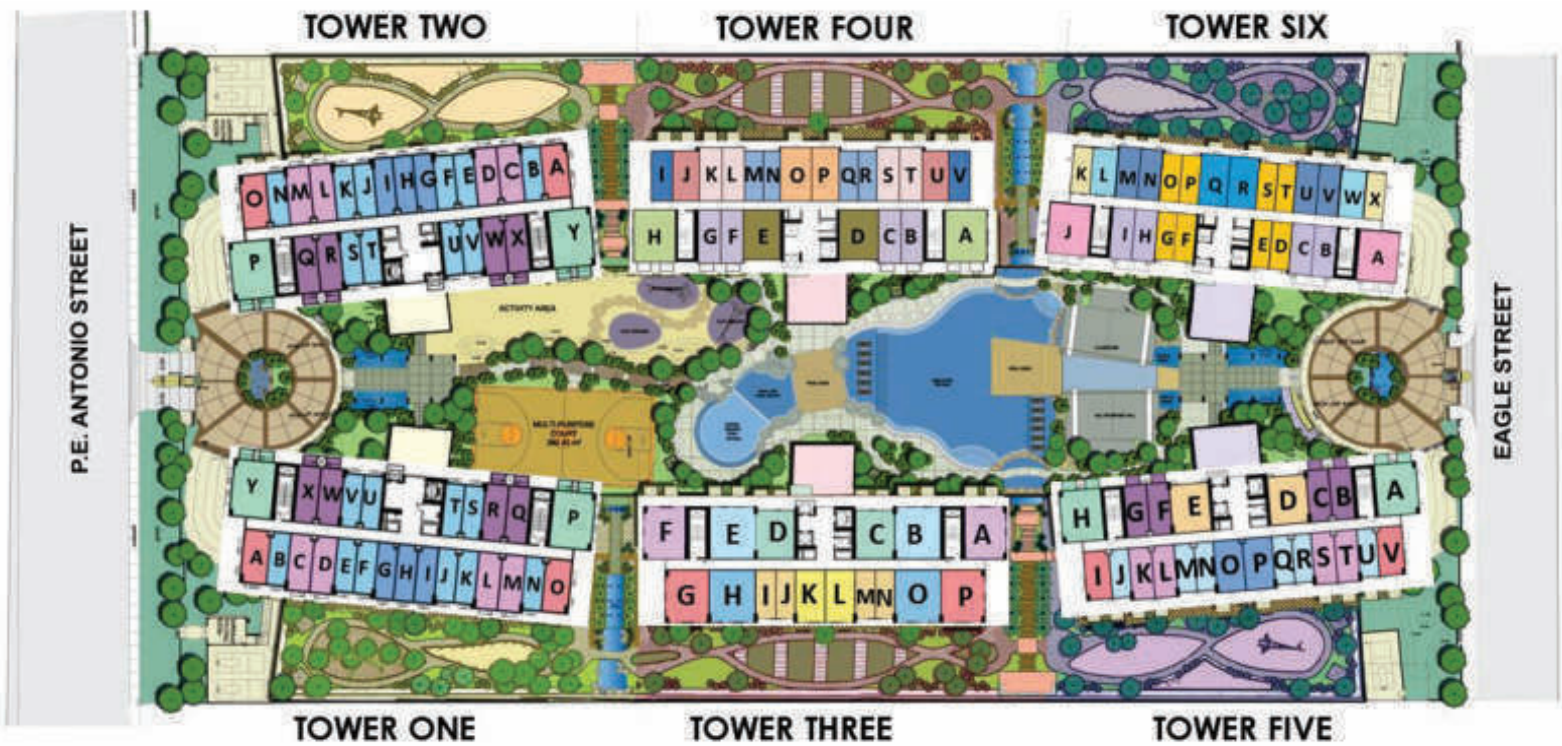 TOWER TWO
TOWER FOUR
TOWER SIX
O N M L K J I H G F E D C B A
P Q R S T U V W X Y
I J K L M N O P Q R S T U V
H G F E D C B A
K L M N O P Q R S T U V W X
J I H G F E D C B A
P.E. ANTONIO STREET
ACTIVITY AREA
EAGLE STREET
MULTI-PURPOSE
COURT
Y X W V U T S R Q P
A B C D E F G H I J K L M N O
F E D C B A
G H I J K L M N O P
H G F E D C B A
I J K L M N O P Q R S T U V
TOWER ONE
TOWER THREE
TOWER FIVE